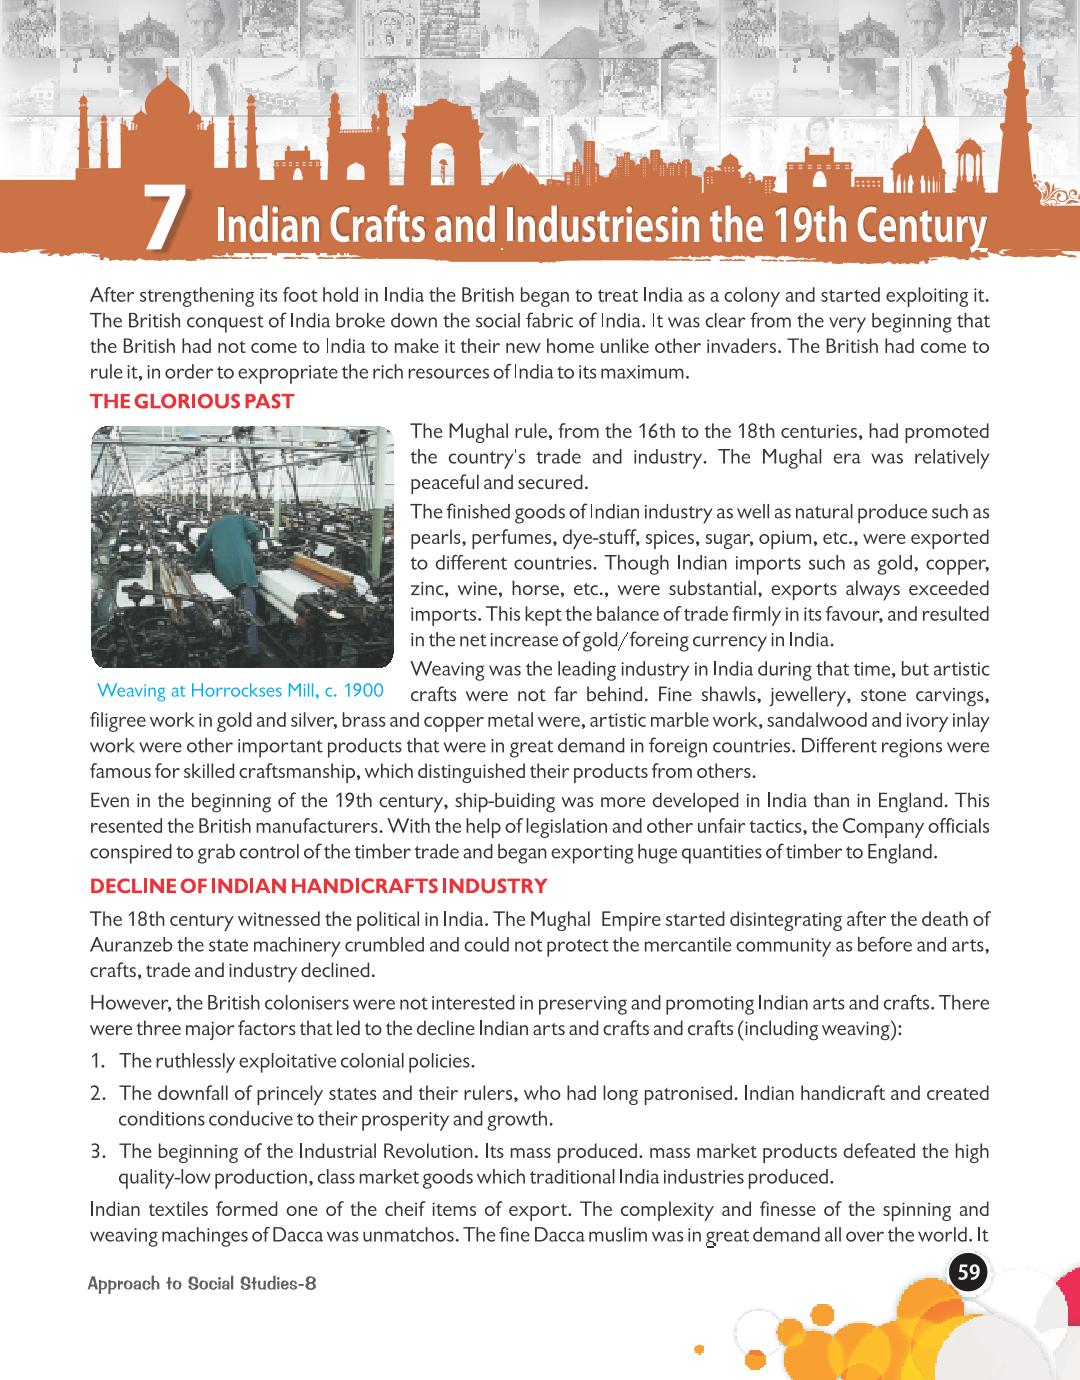 7 Indian Crafts and Industriesin the 19th Century
After strengthening its foot hold in India the British began to treat India as a colony and started exploiting it.
The British conquest of India broke down the social fabric of India. It was clear from the very beginning that
the British had not come to India to make it their new home unlike other invaders. The British had come to
rule it, in order to expropriate the rich resources of India to its maximum.
THE GLORIOUS PAST
The Mughal rule, from the 16th to the 18th centuries, had promoted
the country's trade and industry. The Mughal era was relatively
peaceful and secured.
The finished goods of Indian industry as well as natural produce such as
pearls, perfumes, dye-stuff, spices, sugar, opium, etc., were exported
to different countries. Though Indian imports such as gold, copper,
zinc, wine, horse, etc., were substantial, exports always exceeded
imports. This kept the balance of trade firmly in its favour, and resulted
in the net increase of gold/foreing currency in India.
Weaving at Horrockses Mill, c. 1900
Weaving was the leading industry in India during that time, but artistic
crafts were not far behind. Fine shawls, jewellery, stone carvings,
filigree work in gold and silver, brass and copper metal were, artistic marble work, sandalwood and ivory inlay
work were other important products that were in great demand in foreign countries. Different regions were
famous for skilled craftsmanship, which distinguished their products from others.
Even in the beginning of the 19th century, ship-buiding was more developed in India than in England. This
resented the British manufacturers. With the help of legislation and other unfair tactics, the Company officials
conspired to grab control of the timber trade and began exporting huge quantities of timber to England.
DECLINE OF INDIAN HANDICRAFTS INDUSTRY
The 18th century witnessed the political in India. The Mughal Empire started disintegrating after the death of
Auranzeb the state machinery crumbled and could not protect the mercantile community as before and arts,
crafts, trade and industry declined.
However, the British colonisers were not interested in preserving and promoting Indian arts and crafts. There
were three major factors that led to the decline Indian arts and crafts and crafts (including weaving):
1. The ruthlessly exploitative colonial policies.
2. The downfall of princely states and their rulers, who had long patronised. Indian handicraft and created
conditions conducive to their prosperity and growth.
3. The beginning of the Industrial Revolution. Its mass produced. mass market products defeated the high
quality-low production, class market goods which traditional India industries produced.
Indian textiles formed one of the cheif items of export. The complexity and finesse of the spinning and
weaving machinges of Dacca was unmatchos. The fine Dacca muslim was in great demand all over the world. It
Approach to Social Studies-8
59